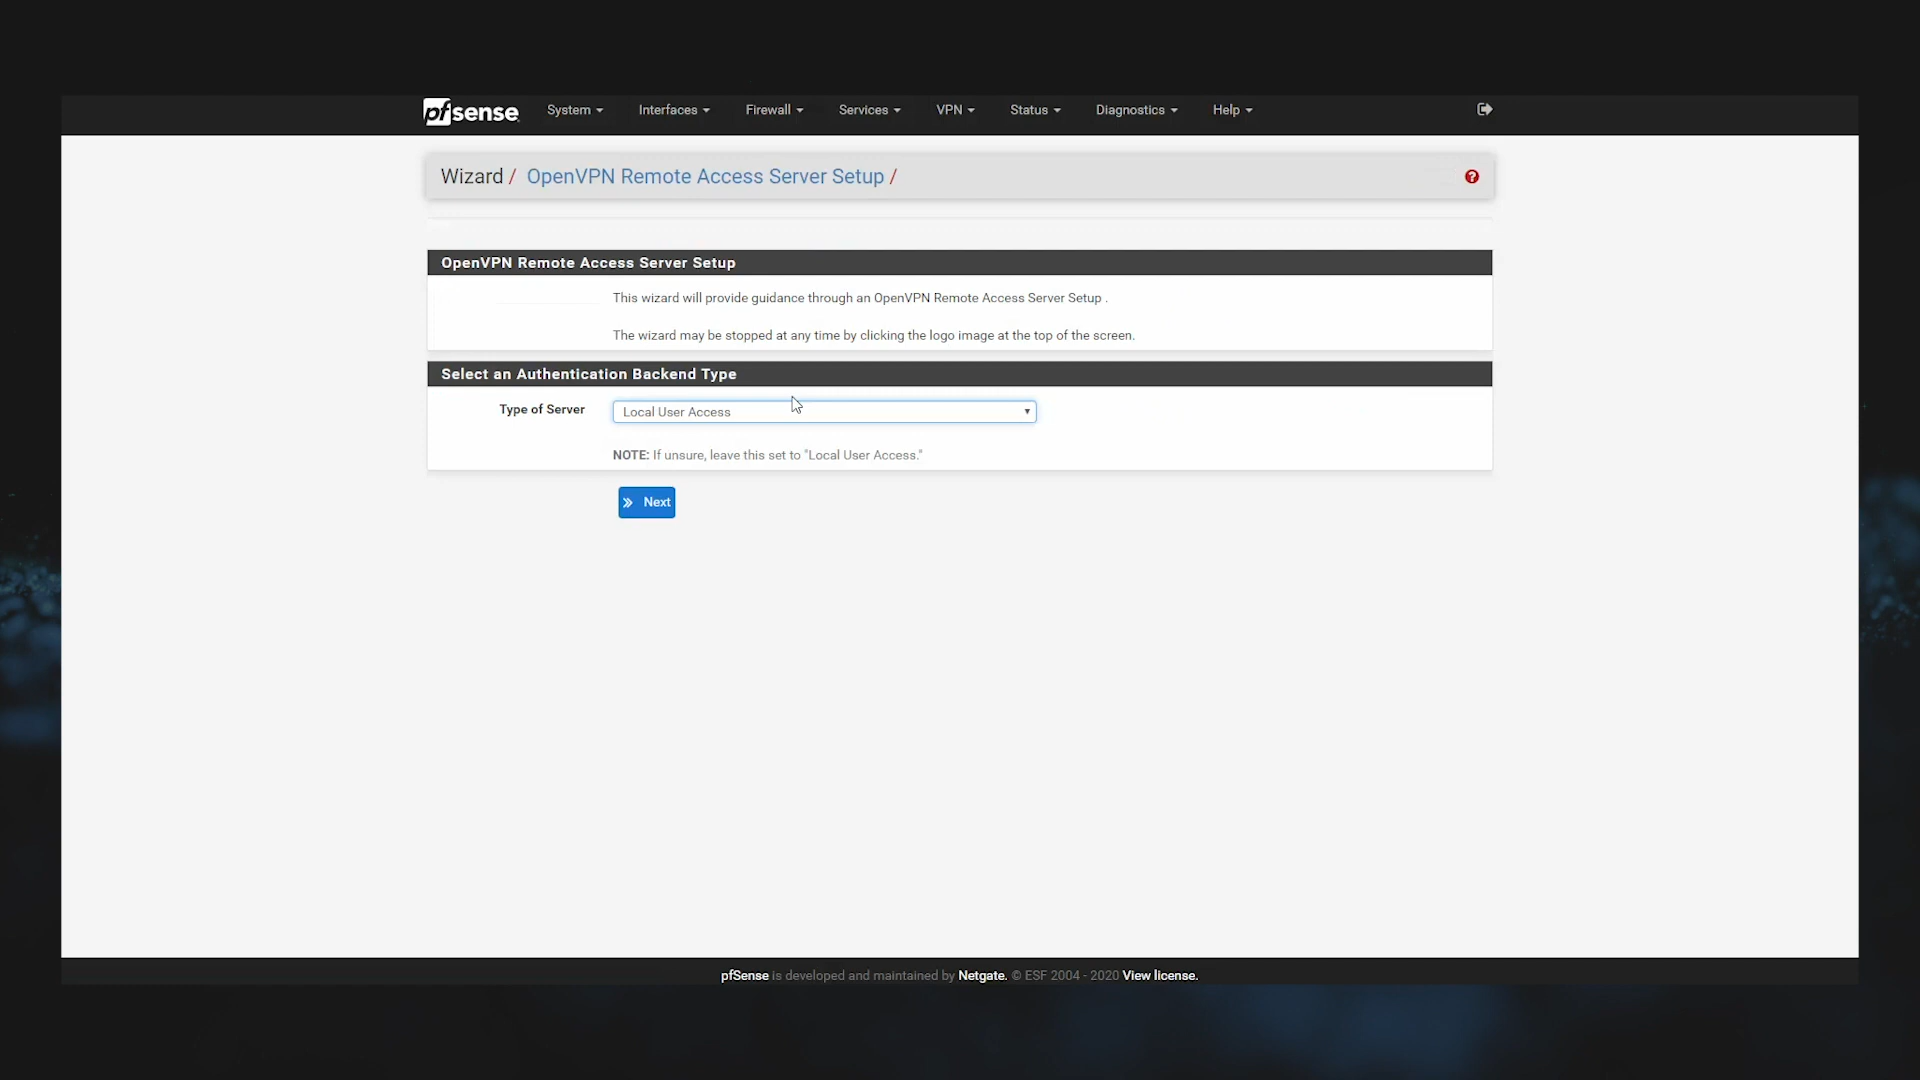 pfsense System Interfaces Firewall Services VPN Status Diagnostics Help
Wizard / OpenVPN Remote Access Server Setup /
OpenVPN Remote Access Server Setup
This wizard will provide guidance through an OpenVPN Remote Access Server Setup .
The wizard may be stopped at any time by clicking the logo image at the top of the screen.
Select an Authentication Backend Type
Type of Server Local User Access
NOTE: If unsure, leave this set to "Local User Access."
Next
pfSense is developed and maintained by Netgate. © ESF 2004 - 2020 View license.